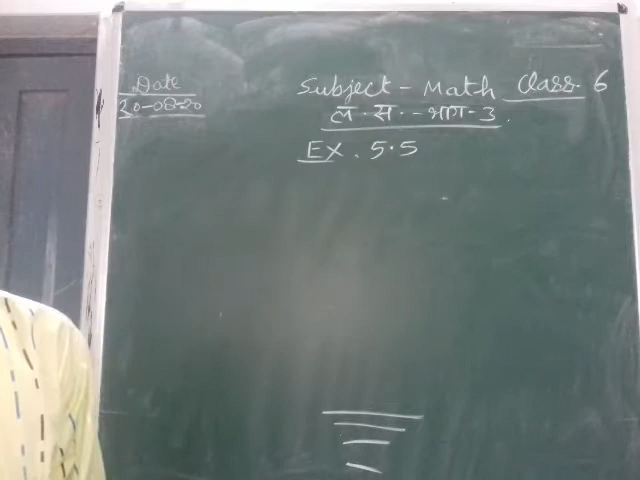 Date
20-08-20
Subject - Math Class. 6
ल. स. - भाग - 3.
Ex. 5.5